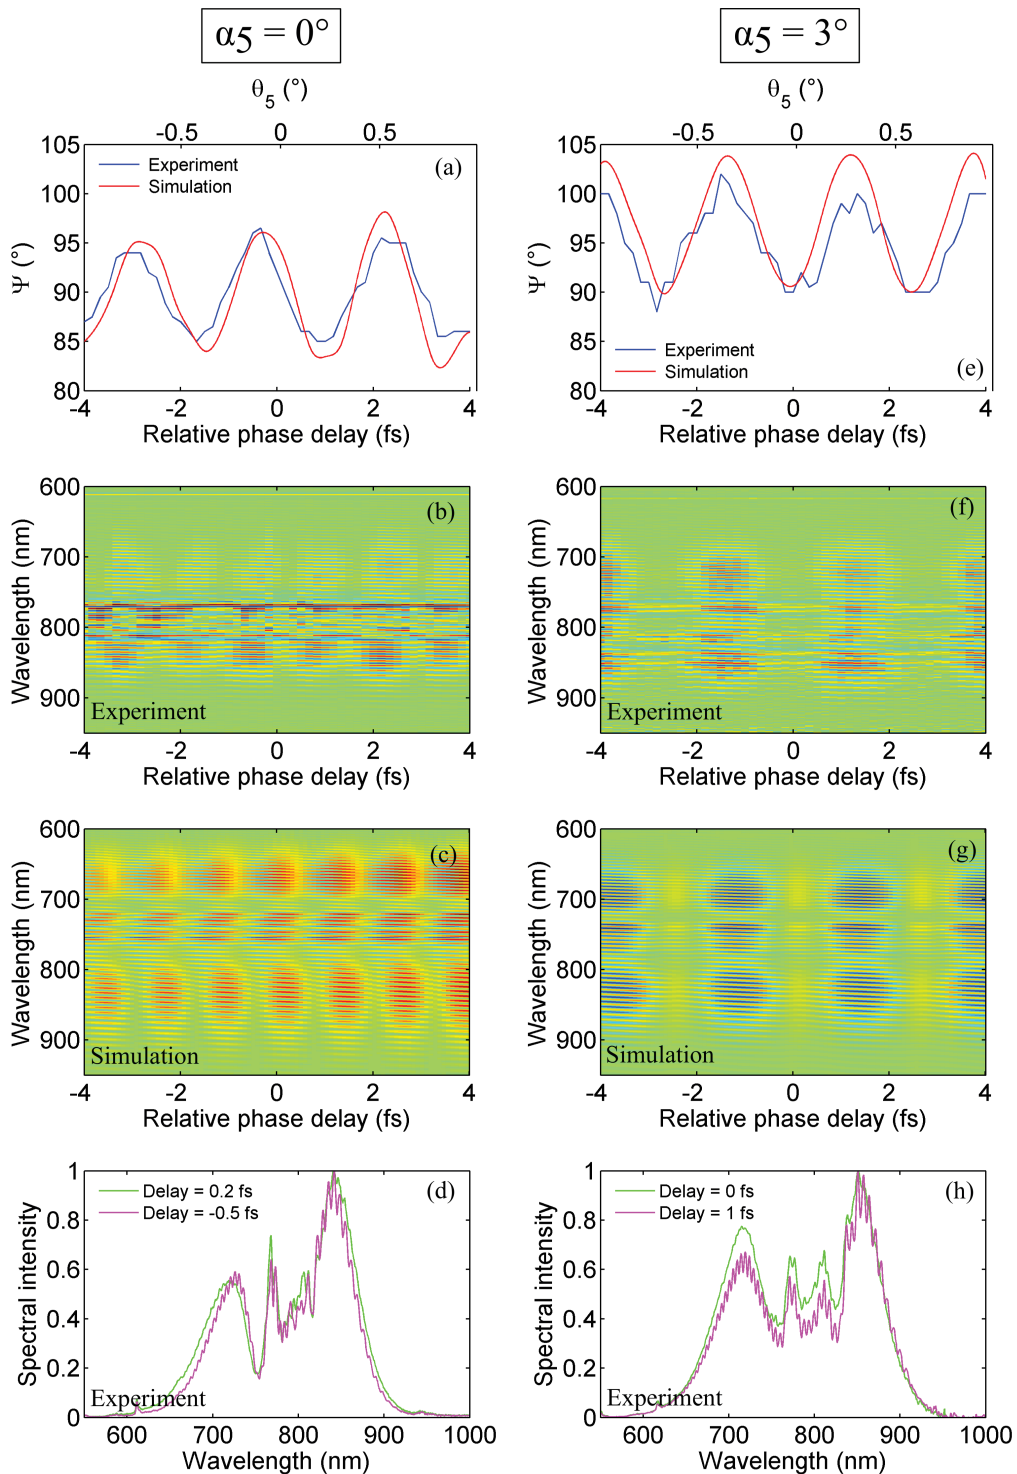 α5 = 0°
α5 = 3°
θ5 (°)
θ5 (°)
-0.5 0 0.5
-0.5 0 0.5
105
100
95
90
85
80
Ψ (°)
Experiment
Simulation
(a)
-4 -2 0 2 4
Relative phase delay (fs)
105
100
95
90
85
80
Ψ (°)
Experiment
Simulation
(e)
-4 -2 0 2 4
Relative phase delay (fs)
600
700
800
900
Wavelength (nm)
(b)
Experiment
-4 -2 0 2 4
Relative phase delay (fs)
600
700
800
900
Wavelength (nm)
(f)
Experiment
-4 -2 0 2 4
Relative phase delay (fs)
600
700
800
900
Wavelength (nm)
(c)
Simulation
-4 -2 0 2 4
Relative phase delay (fs)
600
700
800
900
Wavelength (nm)
(g)
Simulation
-4 -2 0 2 4
Relative phase delay (fs)
1
0.8
0.6
0.4
0.2
0
Spectral intensity
Delay = 0.2 fs
Delay = -0.5 fs
(d)
Experiment
600 700 800 900 1000
Wavelength (nm)
1
0.8
0.6
0.4
0.2
0
Spectral intensity
Delay = 0 fs
Delay = 1 fs
(h)
Experiment
600 700 800 900 1000
Wavelength (nm)